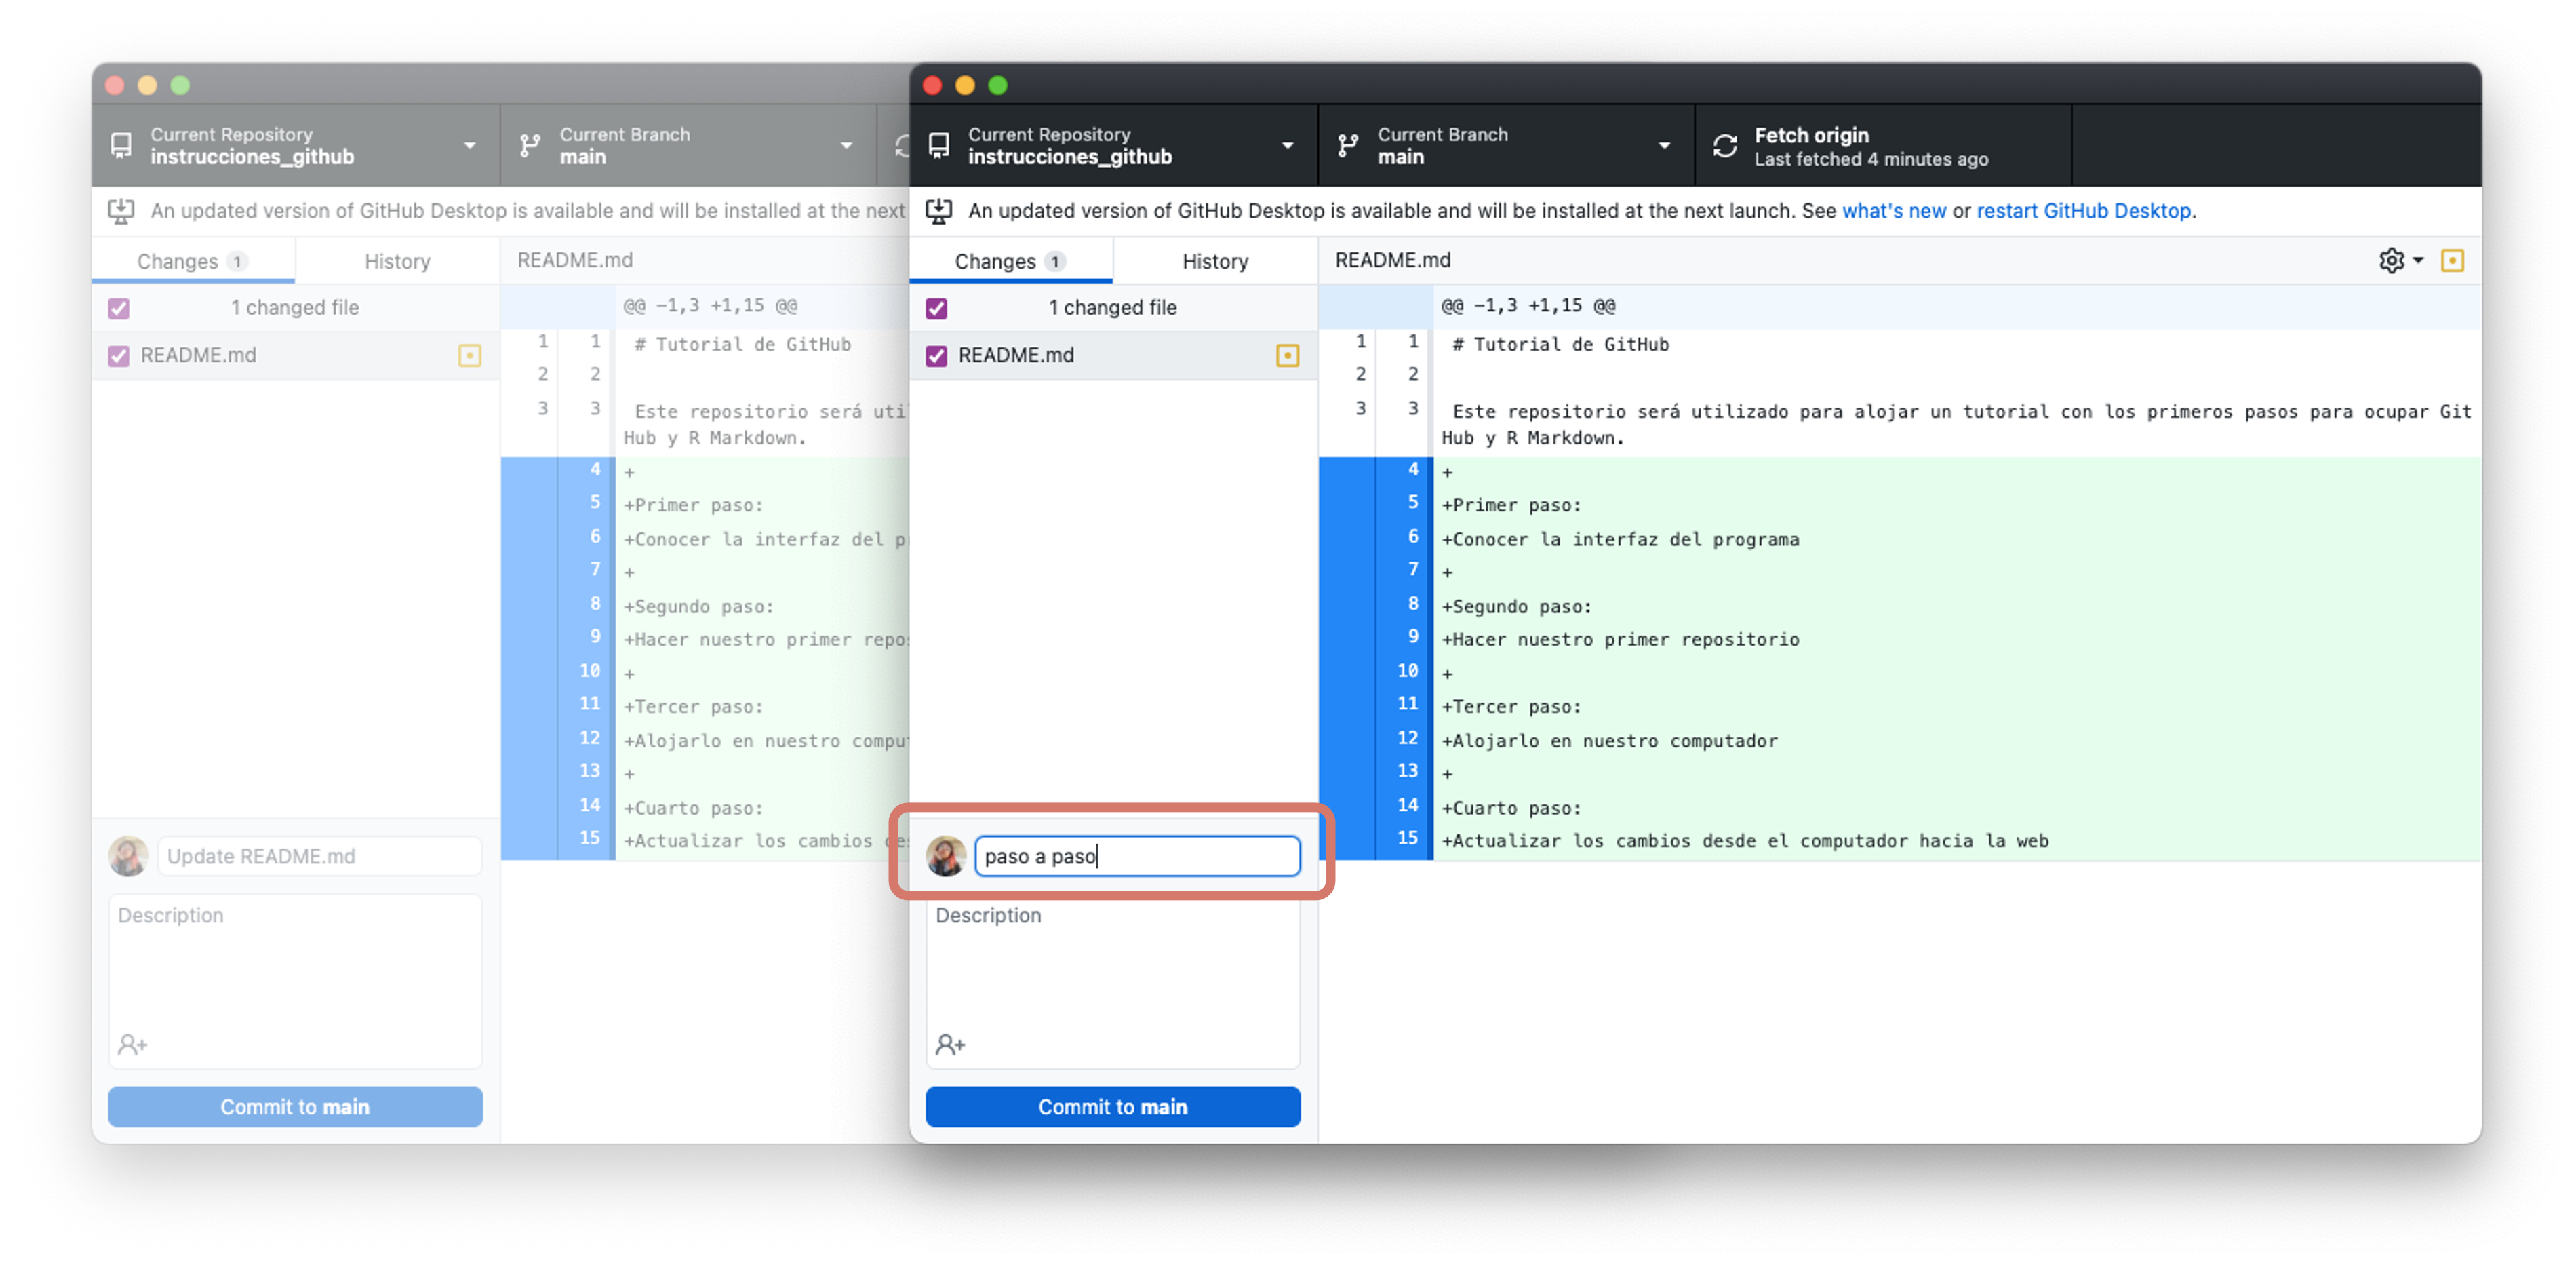 Current Repository
instrucciones_github
Current Branch
main
An updated version of GitHub Desktop is available and will be installed at the next
Changes 1
History
README.md
1 changed file
README.md
@@ -1,3 +1,15 @@
1 1 # Tutorial de GitHub
2 2
3 3 Este repositorio será
Hub y R Markdown.
4 +
5 +Primer paso:
6 +Conocer la interfaz del
7 +
8 +Segundo paso:
9 +Hacer nuestro primer
10 +
11 +Tercer paso:
12 +Alojarlo en nuestro
13 +
14 +Cuarto paso:
15 +Actualizar los cambios
Update README.md
Description
Commit to main
Current Repository
instrucciones_github
Current Branch
main
Fetch origin
Last fetched 4 minutes ago
An updated version of GitHub Desktop is available and will be installed at the next launch. See what's new or restart GitHub Desktop.
Changes 1
History
README.md
1 changed file
README.md
@@ -1,3 +1,15 @@
1 1 # Tutorial de GitHub
2 2
3 3 Este repositorio será utilizado para alojar un tutorial con los primeros pasos para ocupar Git
Hub y R Markdown.
4 +
5 +Primer paso:
6 +Conocer la interfaz del programa
7 +
8 +Segundo paso:
9 +Hacer nuestro primer repositorio
10 +
11 +Tercer paso:
12 +Alojarlo en nuestro computador
13 +
14 +Cuarto paso:
15 +Actualizar los cambios desde el computador hacia la web
paso a paso
Description
Commit to main